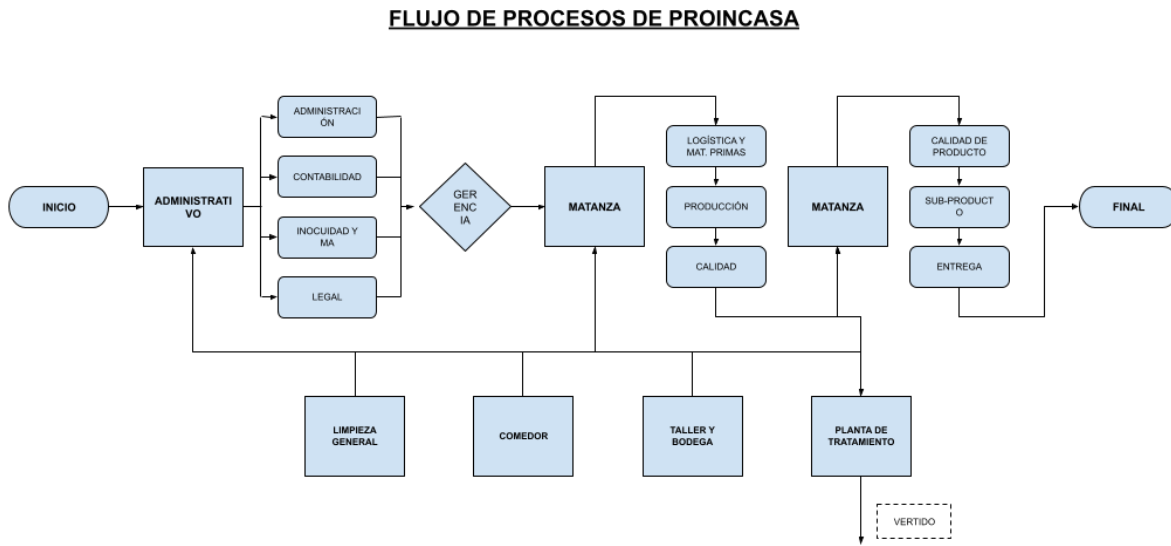 FLUJO DE PROCESOS DE PROINCASA
INICIO
ADMINISTRATI
VO
ADMINISTRACI
ÓN
CONTABILIDAD
INOCUIDAD Y
MA
LEGAL
GER
ENC
IA
MATANZA
LOGÍSTICA Y
MAT. PRIMAS
PRODUCCIÓN
CALIDAD
MATANZA
CALIDAD DE
PRODUCTO
SUB-PRODUCT
O
ENTREGA
FINAL
LIMPIEZA
GENERAL
COMEDOR
TALLER Y
BODEGA
PLANTA DE
TRATAMIENTO
VERTIDO